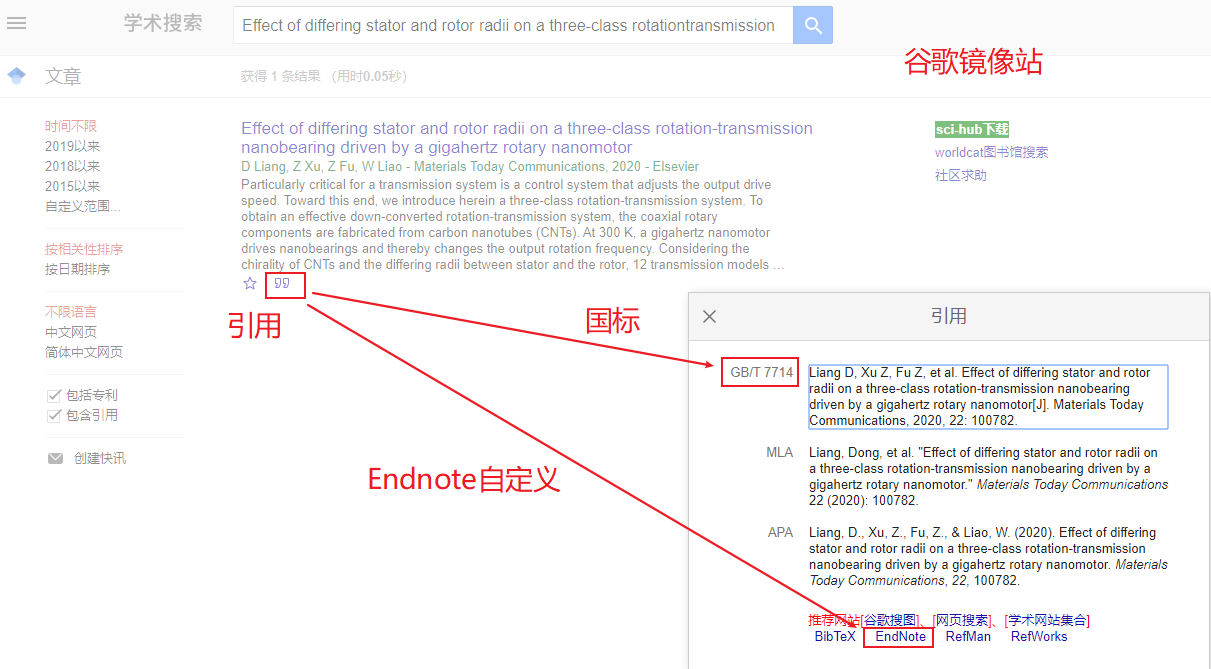 学术搜索
Effect of differing stator and rotor radii on a three-class rotationtransmission
谷歌镜像站
文章
获得 1 条结果 (用时0.05秒)
时间不限
2019以来
2018以来
2015以来
自定义范围...
按相关性排序
按日期排序
不限语言
中文网页
简体中文网页
包括专利
包含引用
创建快讯
Effect of differing stator and rotor radii on a three-class rotation-transmission
nanobearing driven by a gigahertz rotary nanomotor
D Liang, Z Xu, Z Fu, W Liao - Materials Today Communications, 2020 - Elsevier
Particularly critical for a transmission system is a control system that adjusts the output drive
speed. Toward this end, we introduce herein a three-class rotation-transmission system. To
obtain an effective down-converted rotation-transmission system, the coaxial rotary
components are fabricated from carbon nanotubes (CNTs). At 300 K, a gigahertz nanomotor
drives nanobearings and thereby changes the output rotation frequency. Considering the
chirality of CNTs and the differing radii between stator and the rotor, 12 transmission models ...
sci-hub下载
worldcat图书馆搜索
社区求助
引用
国标
Endnote自定义
引用
GB/T 7714
Liang D, Xu Z, Fu Z, et al. Effect of differing stator and rotor
radii on a three-class rotation-transmission nanobearing
driven by a gigahertz rotary nanomotor[J]. Materials Today
Communications, 2020, 22: 100782.
MLA
Liang, Dong, et al. "Effect of differing stator and rotor radii on
a three-class rotation-transmission nanobearing driven by a
gigahertz rotary nanomotor." Materials Today Communications
22 (2020): 100782.
APA
Liang, D., Xu, Z., Fu, Z., & Liao, W. (2020). Effect of differing
stator and rotor radii on a three-class rotation-transmission
nanobearing driven by a gigahertz rotary nanomotor. Materials
Today Communications, 22, 100782.
推荐网站[谷歌搜图]、[网页搜索]、[学术网站集合]
BibTeX EndNote RefMan RefWorks